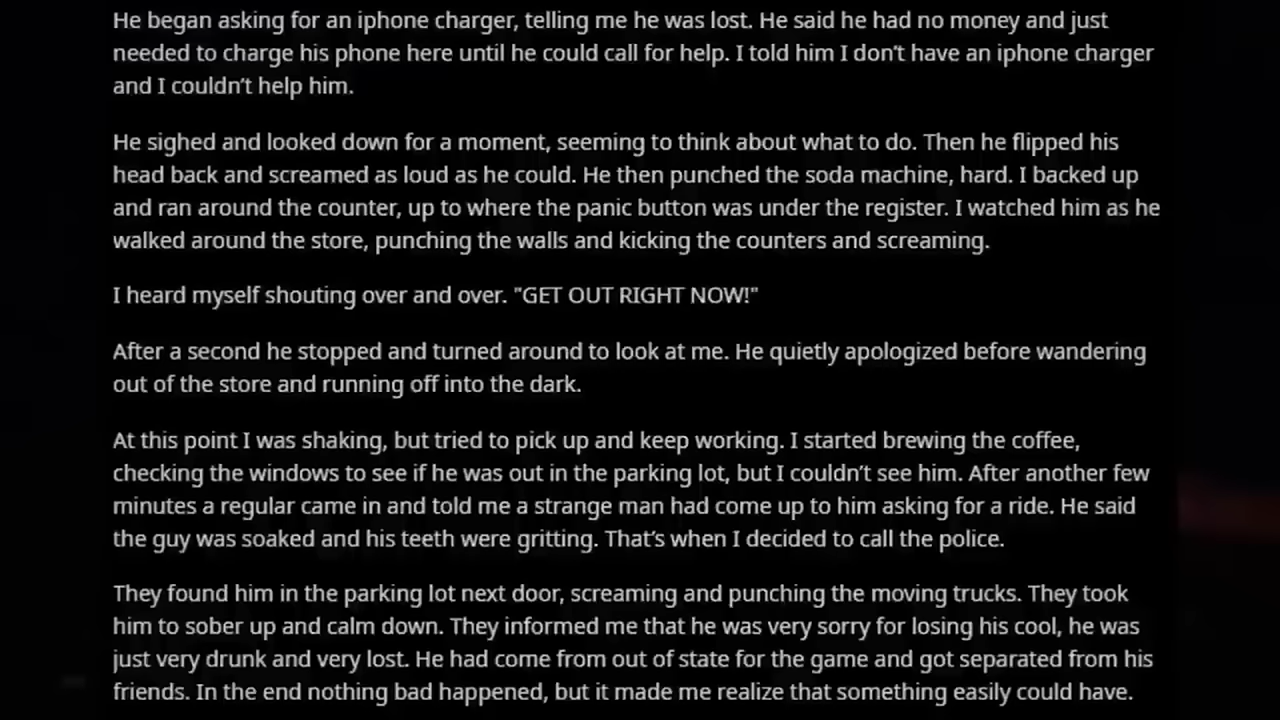 He began asking for an iphone charger, telling me he was lost. He said he had no money and just
needed to charge his phone here until he could call for help. I told him I don’t have an iphone charger
and I couldn’t help him.
He sighed and looked down for a moment, seeming to think about what to do. Then he flipped his
head back and screamed as loud as he could. He then punched the soda machine, hard. I backed up
and ran around the counter, up to where the panic button was under the register. I watched him as he
walked around the store, punching the walls and kicking the counters and screaming.
I heard myself shouting over and over. "GET OUT RIGHT NOW!"
After a second he stopped and turned around to look at me. He quietly apologized before wandering
out of the store and running off into the dark.
At this point I was shaking, but tried to pick up and keep working. I started brewing the coffee,
checking the windows to see if he was out in the parking lot, but I couldn’t see him. After another few
minutes a regular came in and told me a strange man had come up to him asking for a ride. He said
the guy was soaked and his teeth were gritting. That’s when I decided to call the police.
They found him in the parking lot next door, screaming and punching the moving trucks. They took
him to sober up and calm down. They informed me that he was very sorry for losing his cool, he was
just very drunk and very lost. He had come from out of state for the game and got separated from his
friends. In the end nothing bad happened, but it made me realize that something easily could have.